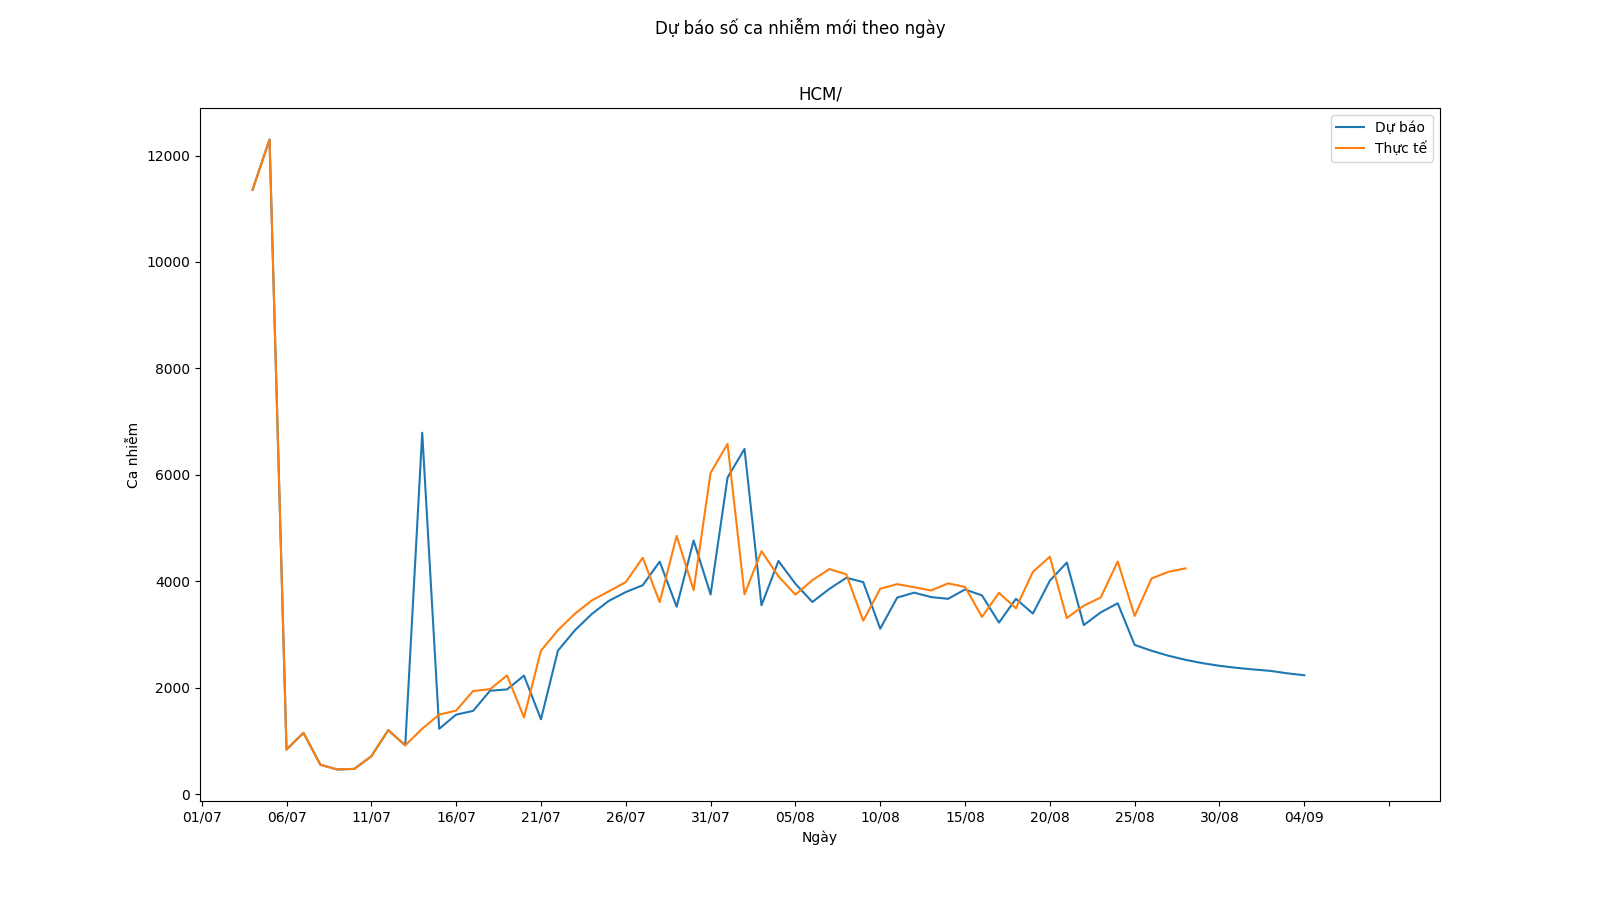 Dự báo số ca nhiễm mới theo ngày
HCM/
Dự báo
Thực tế
12000
10000
8000
6000
4000
2000
0
Ca nhiễm
01/07 06/07 11/07 16/07 21/07 26/07 31/07 05/08 10/08 15/08 20/08 25/08 30/08 04/09
Ngày